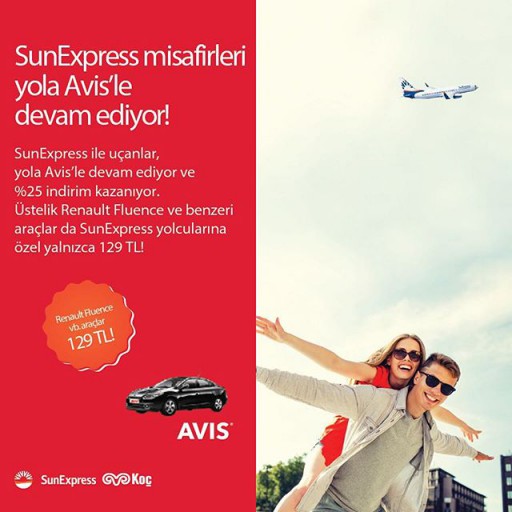 SunExpress misafirleri
yola Avis'le
devam ediyor!
SunExpress ile uçanlar,
yola Avis'le devam ediyor ve
%25 indirim kazanıyor.
Üstelik Renault Fluence ve benzeri
araçlar da SunExpress yolcularına
özel yalnızca 129 TL!
Renault Fluence
vb. araçlar
129 TL!
AVIS
SunExpress
Koç